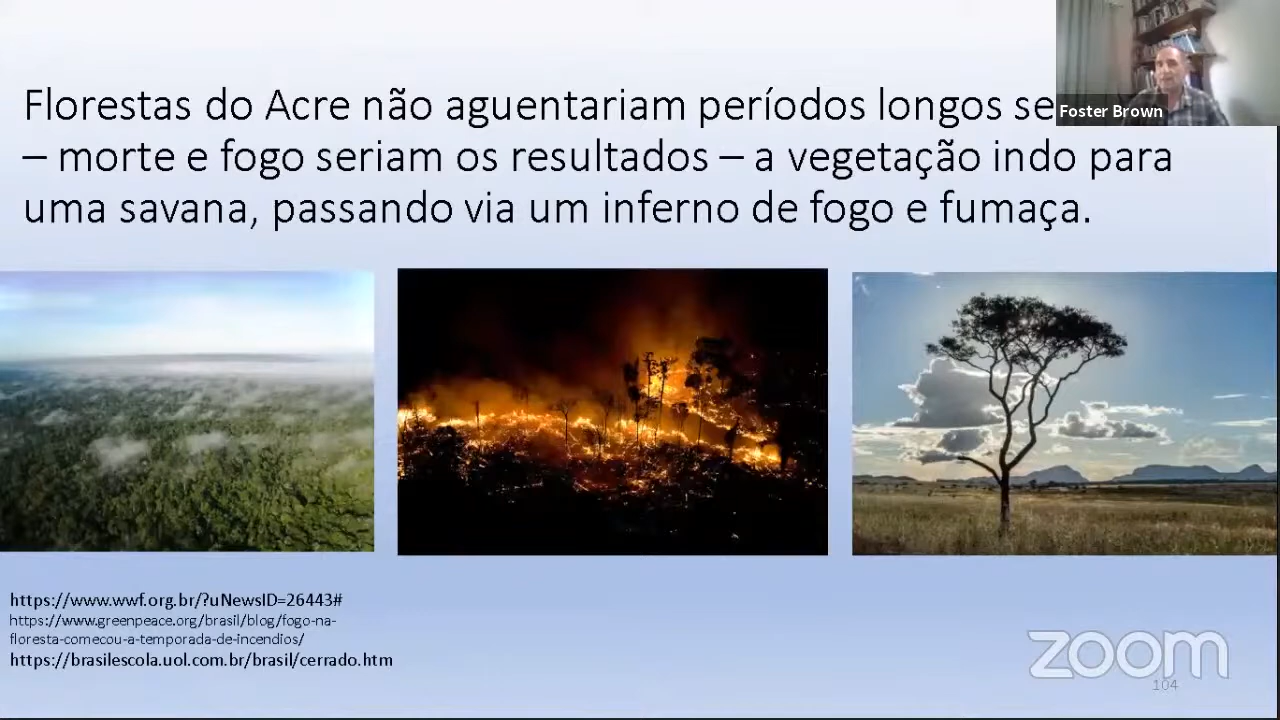 Florestas do Acre não aguentariam períodos longos se
– morte e fogo seriam os resultados – a vegetação indo para
uma savana, passando via um inferno de fogo e fumaça.
Foster Brown
https://www.wwf.org.br/?uNewsID=26443#
https://www.greenpeace.org/brasil/blog/fogo-na-
floresta-comecou-a-temporada-de-incendios/
https://brasilescola.uol.com.br/brasil/cerrado.htm
zoom
104